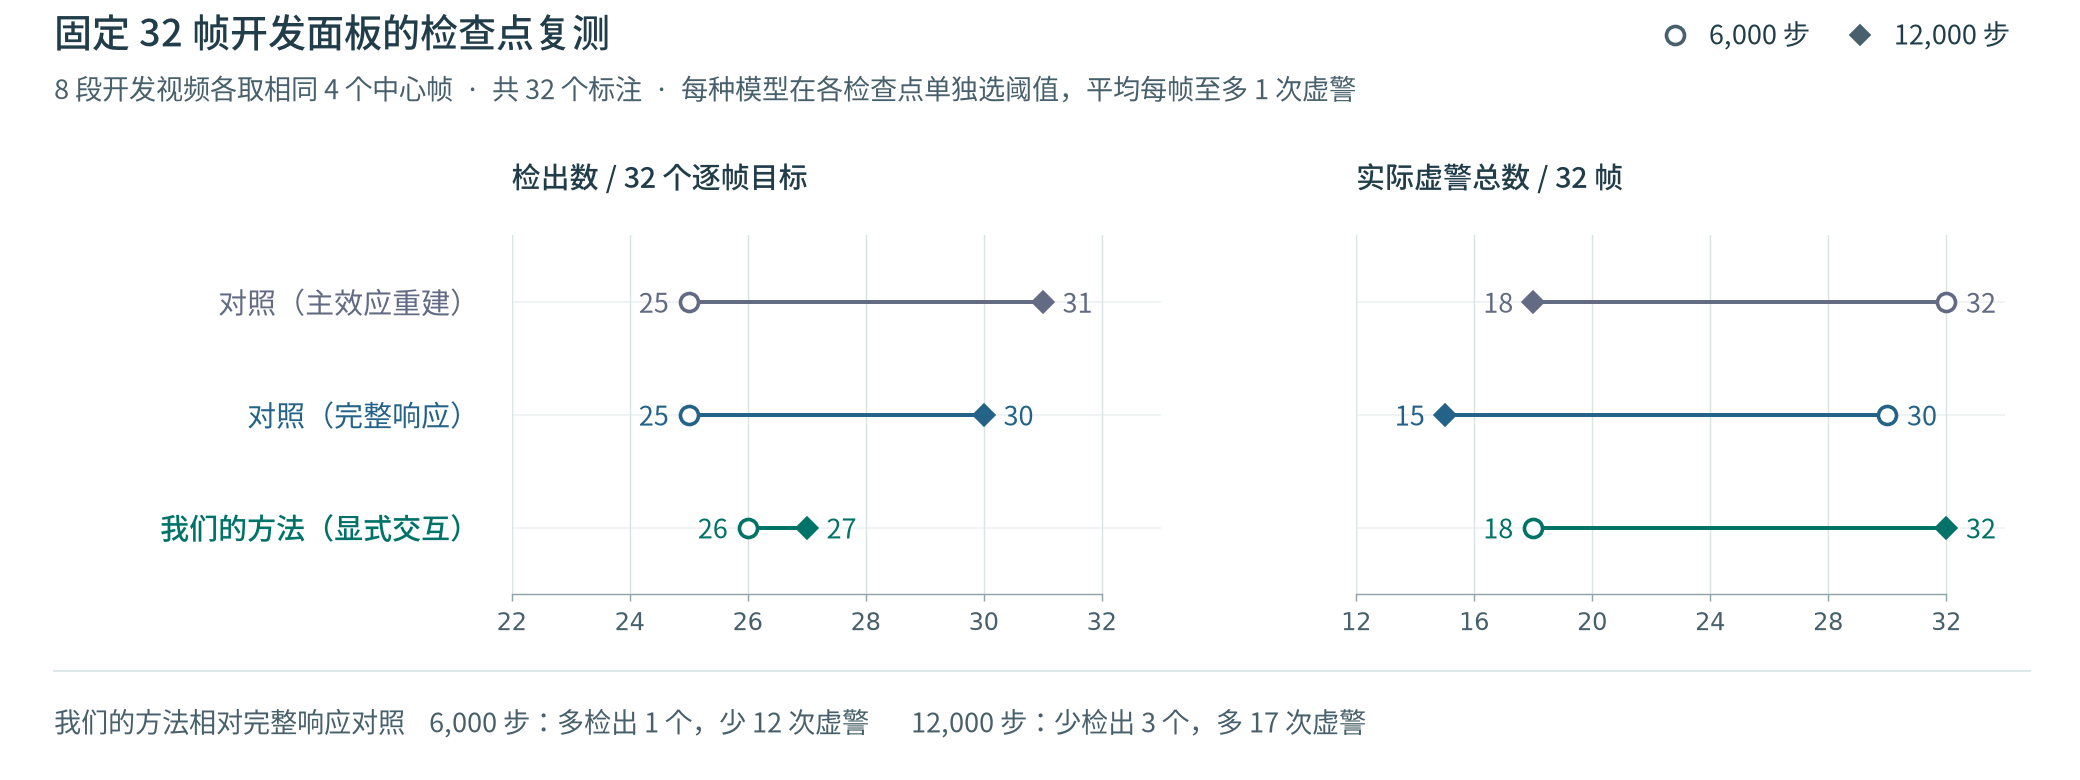 固定 32 帧开发面板的检查点复测
6,000 步
12,000 步
8 段开发视频各取相同 4 个中心帧 · 共 32 个标注 · 每种模型在各检查点单独选阈值，平均每帧至多 1 次虚警
检出数 / 32 个逐帧目标
实际虚警总数 / 32 帧
对照（主效应重建）
25
31
18
32
对照（完整响应）
25
30
15
30
我们的方法（显式交互）
26
27
18
32
22 24 26 28 30 32
12 16 20 24 28 32
我们的方法相对完整响应对照 6,000 步：多检出 1 个，少 12 次虚警 12,000 步：少检出 3 个，多 17 次虚警